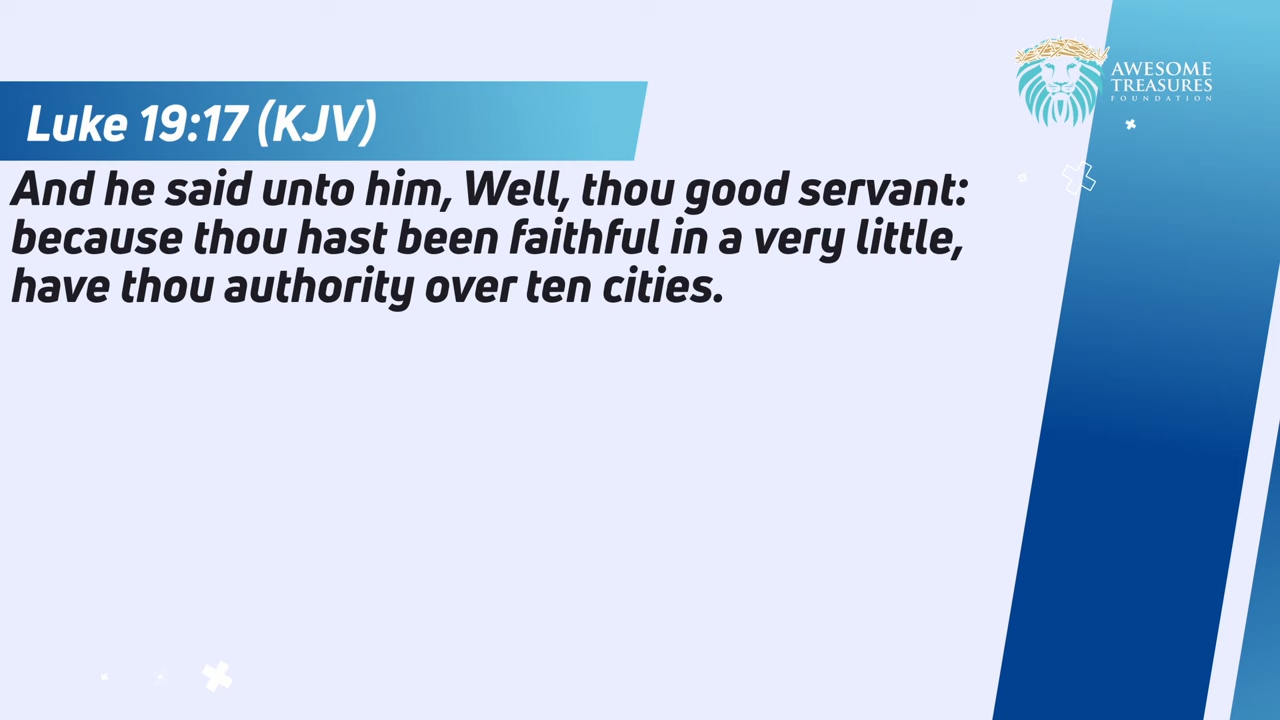 AWESOME
TREASURES
FOUNDATION
Luke 19:17 (KJV)
And he said unto him, Well, thou good servant:
because thou hast been faithful in a very little,
have thou authority over ten cities.